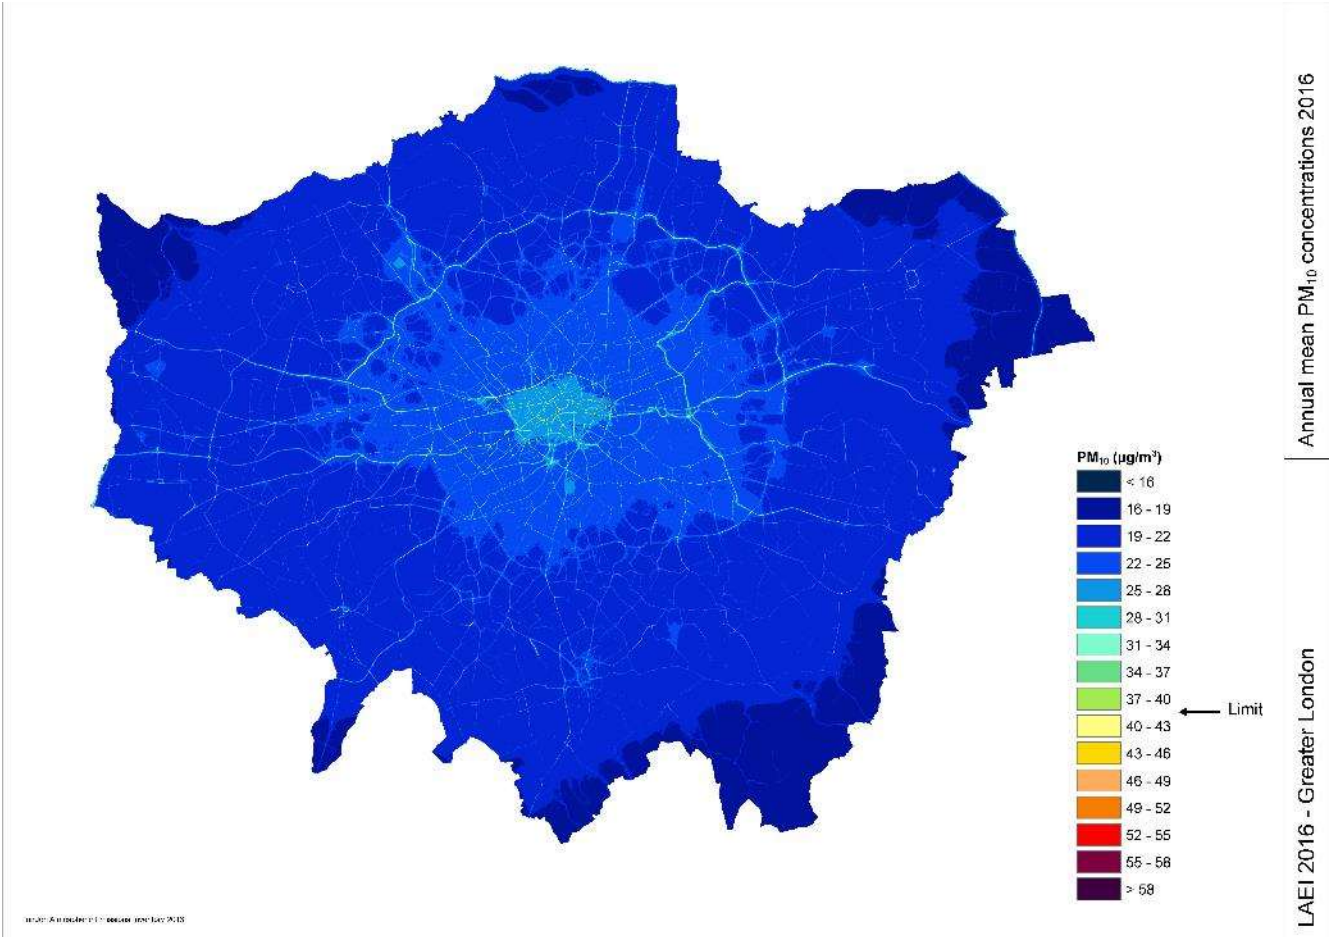 Annual mean PM₁₀ concentrations 2016
LAEI 2016 - Greater London
PM₁₀ (µg/m³)
< 16
16 - 19
19 - 22
22 - 25
25 - 28
28 - 31
31 - 34
34 - 37
37 - 40
Limit
40 - 43
43 - 46
46 - 49
49 - 52
52 - 55
55 - 58
> 58